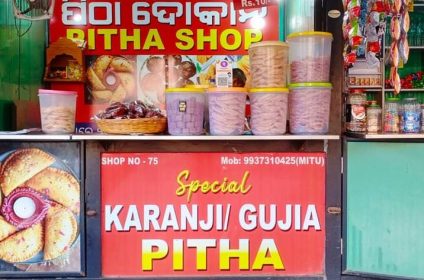 ପିଠା ଦୋକାନ
PITHA SHOP
SHOP NO - 75
Mob: 9937310425(MITU)
Special
KARANJI/ GUJIA
PITHA